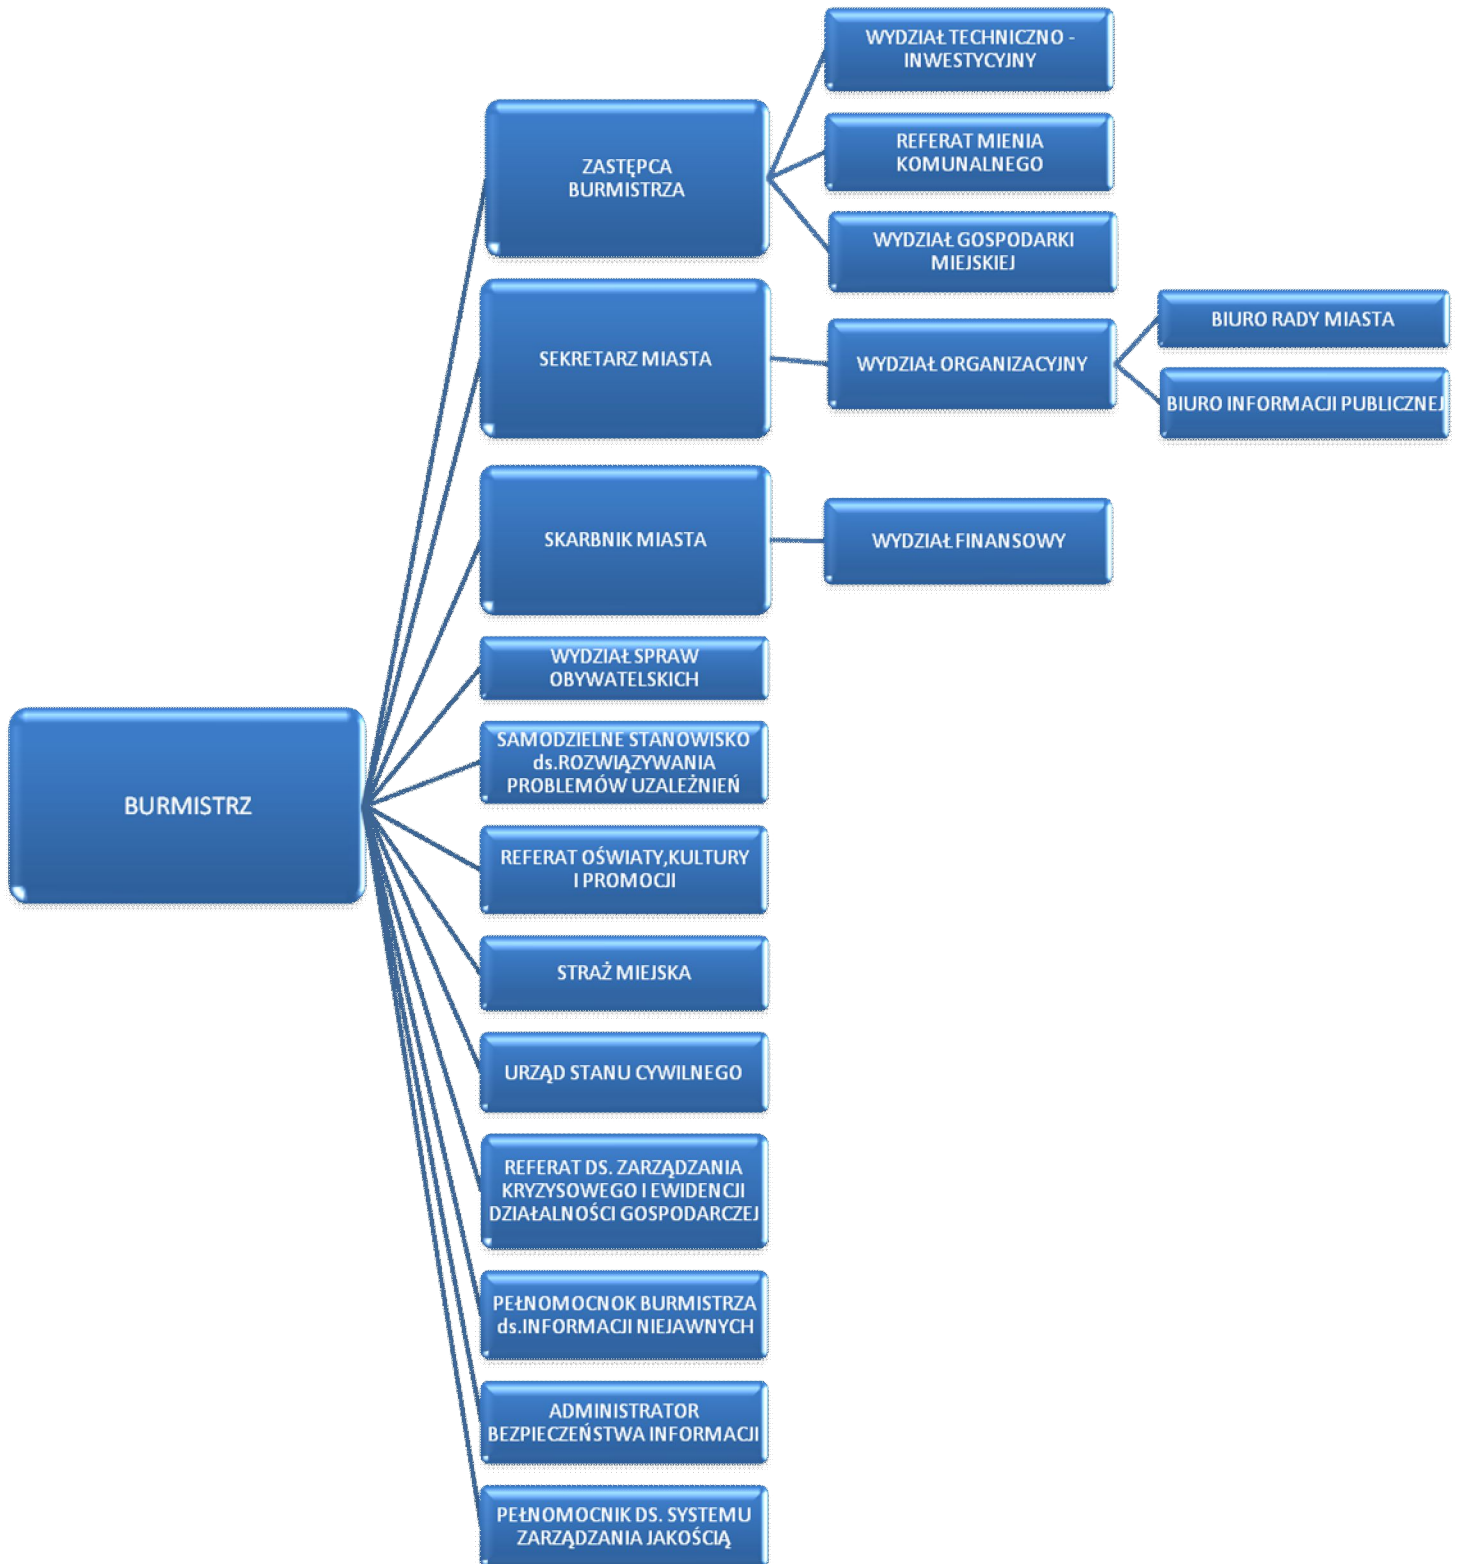 WYDZIAŁ TECHNICZNO -
INWESTYCYJNY
REFERAT MIENIA
KOMUNALNEGO
ZASTĘPCA
BURMISTRZA
WYDZIAŁ GOSPODARKI
MIEJSKIEJ
BIURO RADY MIASTA
SEKRETARZ MIASTA
WYDZIAŁ ORGANIZACYJNY
BIURO INFORMACJI PUBLICZNEJ
SKARBNIK MIASTA
WYDZIAŁ FINANSOWY
WYDZIAŁ SPRAW
OBYWATELSKICH
SAMODZIELNE STANOWISKO
ds.ROZWIĄZYWANIA
PROBLEMÓW UZALEŻNIEŃ
BURMISTRZ
REFERAT OŚWIATY,KULTURY
I PROMOCJI
STRAŻ MIEJSKA
URZĄD STANU CYWILNEGO
REFERAT DS. ZARZĄDZANIA
KRYZYSOWEGO I EWIDENCJI
DZIAŁALNOŚCI GOSPODARCZEJ
PEŁNOMOCNOK BURMISTRZA
ds.INFORMACJI NIEJAWNYCH
ADMINISTRATOR
BEZPIECZEŃSTWA INFORMACJI
PEŁNOMOCNIK DS. SYSTEMU
ZARZĄDZANIA JAKOŚCIĄ